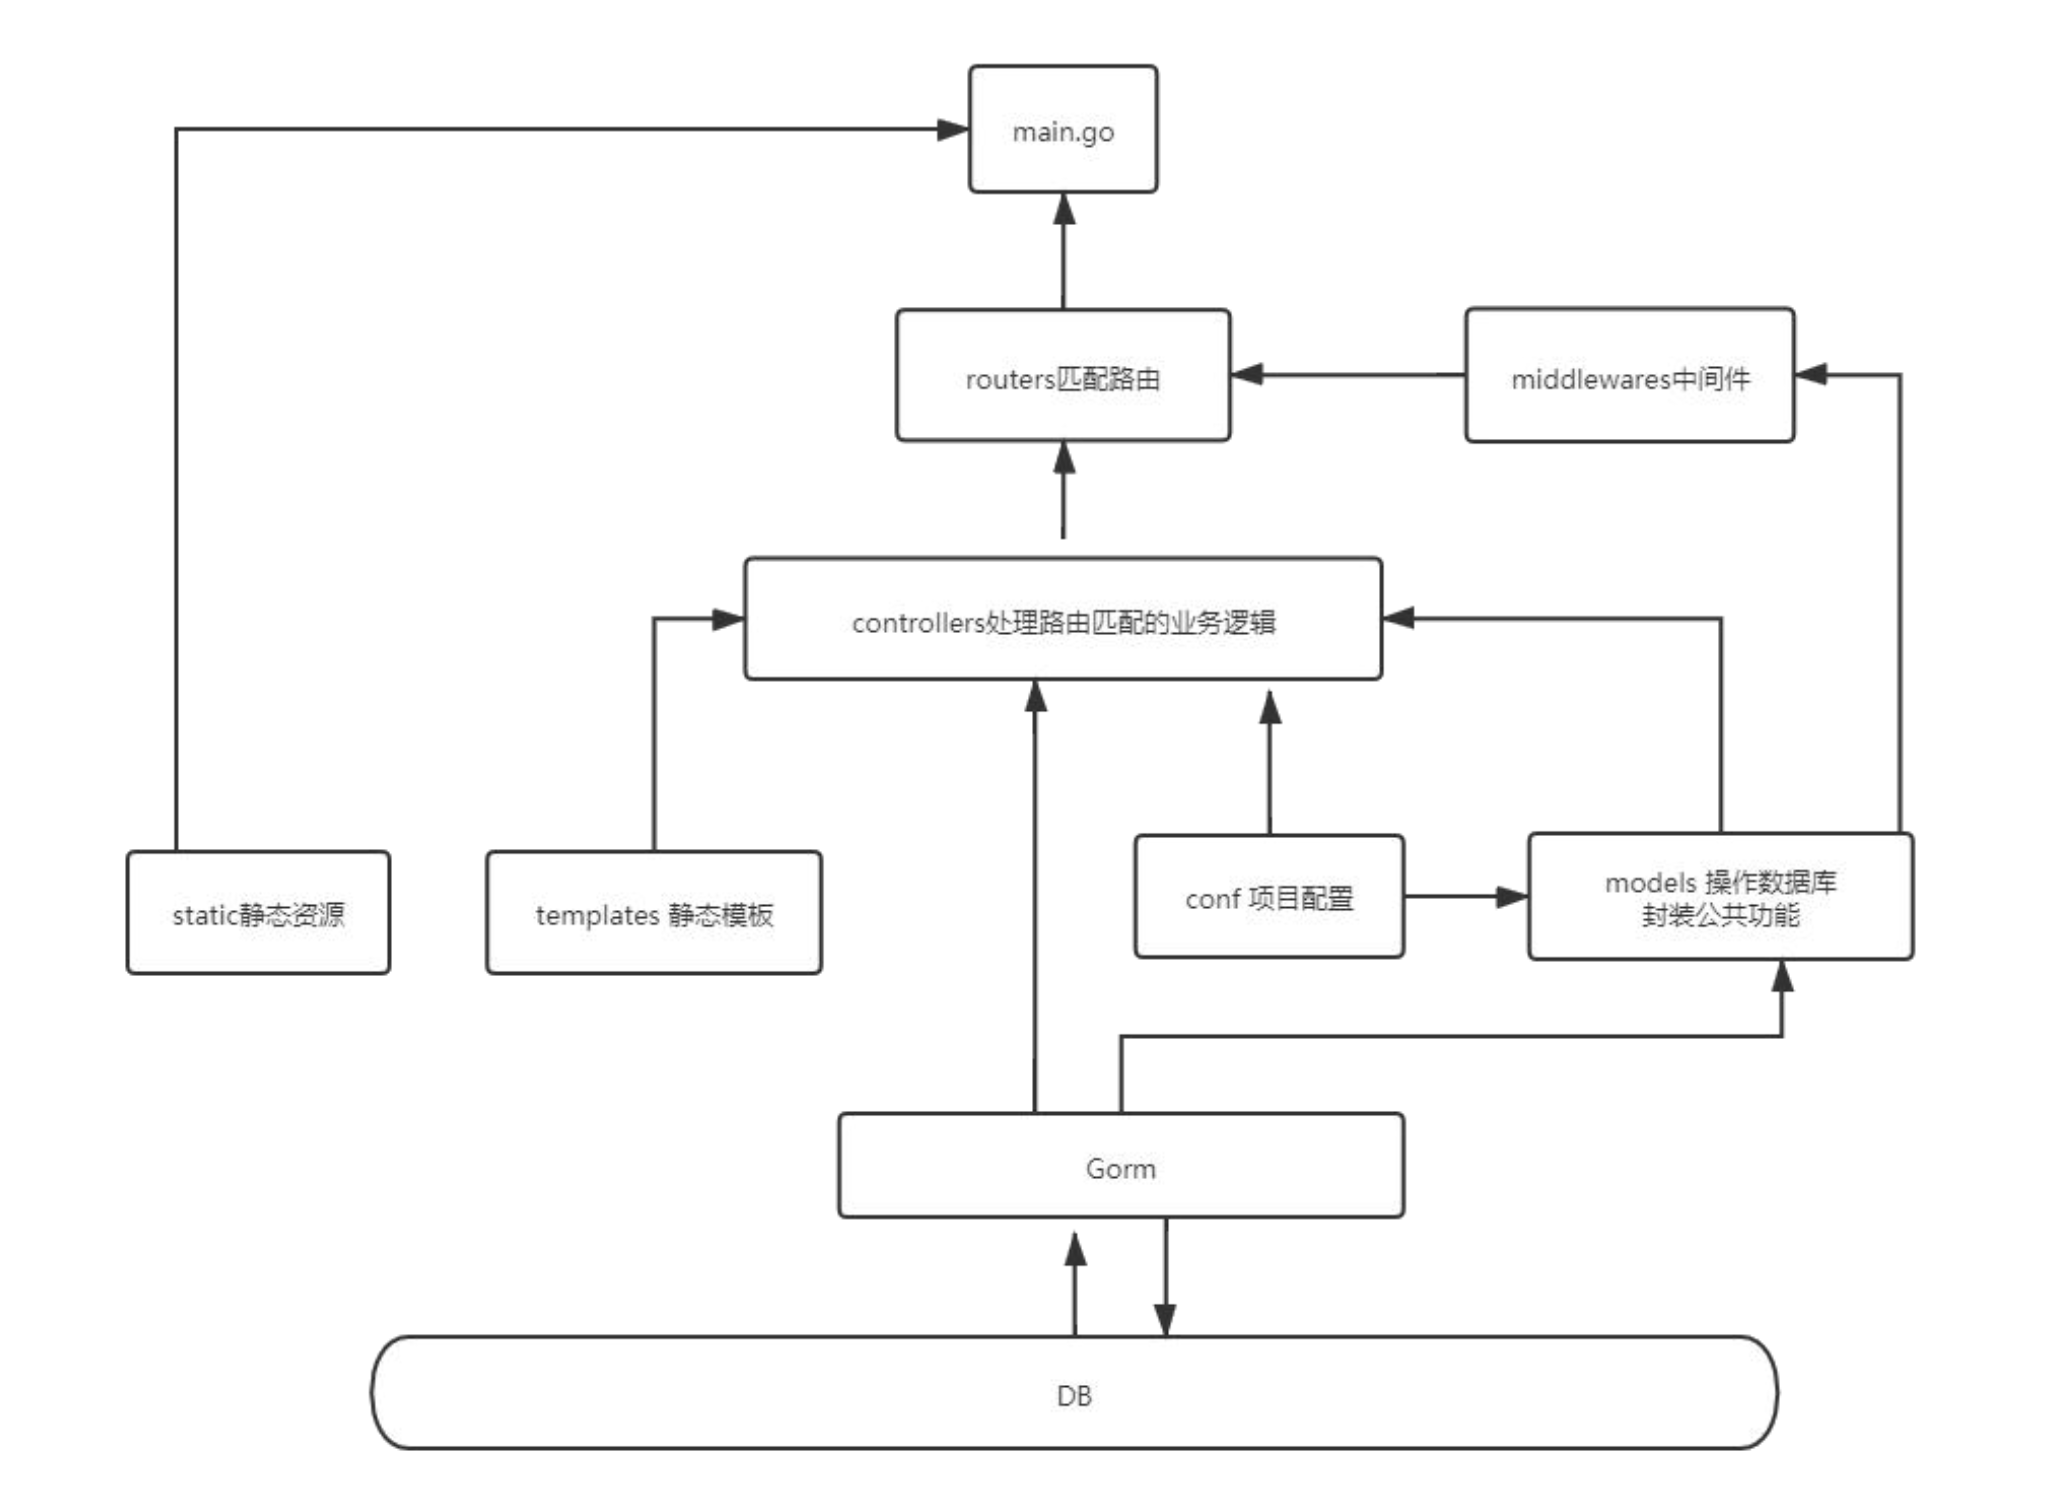 main.go
routers匹配路由
middlewares中间件
controllers处理路由匹配的业务逻辑
static静态资源
templates 静态模板
conf 项目配置
models 操作数据库
封装公共功能
Gorm
DB